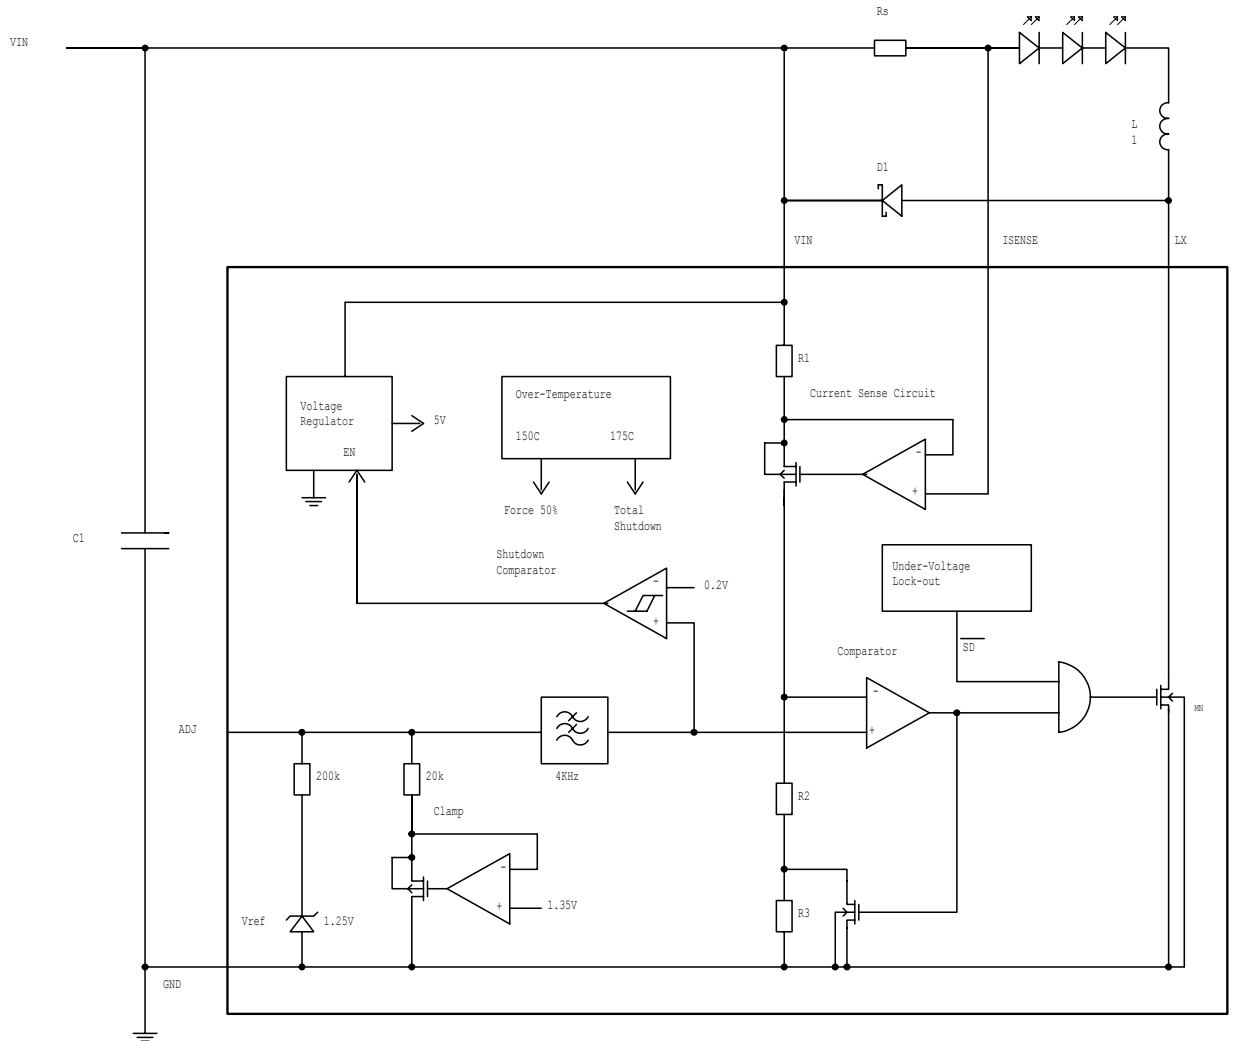 Rs
VIN
L
1
D1
VIN
ISENSE
LX
R1
Current Sense Circuit
Voltage
Regulator
EN
5V
Over-Temperature
150C
175C
-
+
Force 50%
Total
Shutdown
C1
Shutdown
Comparator
-
+
0.2V
Under-Voltage
Lock-out
SD
Comparator
-
+
MN
ADJ
4KHz
200k
20k
R2
Clamp
-
+
1.35V
Vref
1.25V
R3
GND